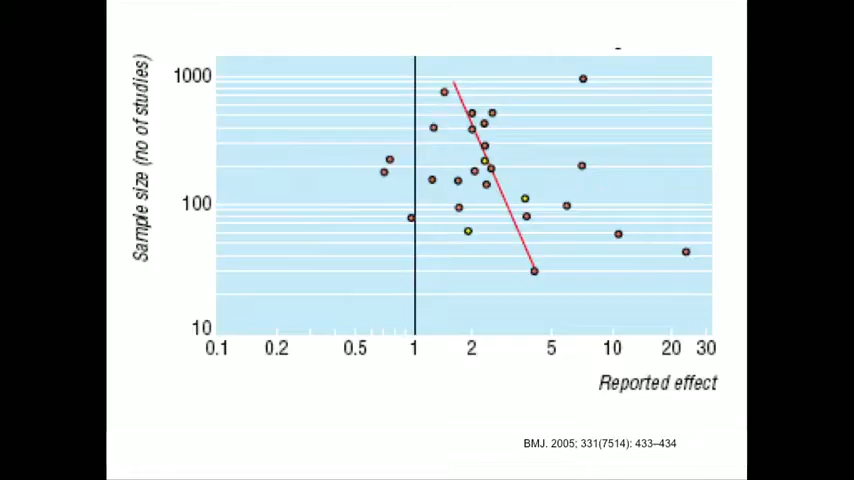 Sample size (no of studies)
1000
100
10
0.1 0.2 0.5 1 2 5 10 20 30
Reported effect
BMJ. 2005; 331(7514): 433–434